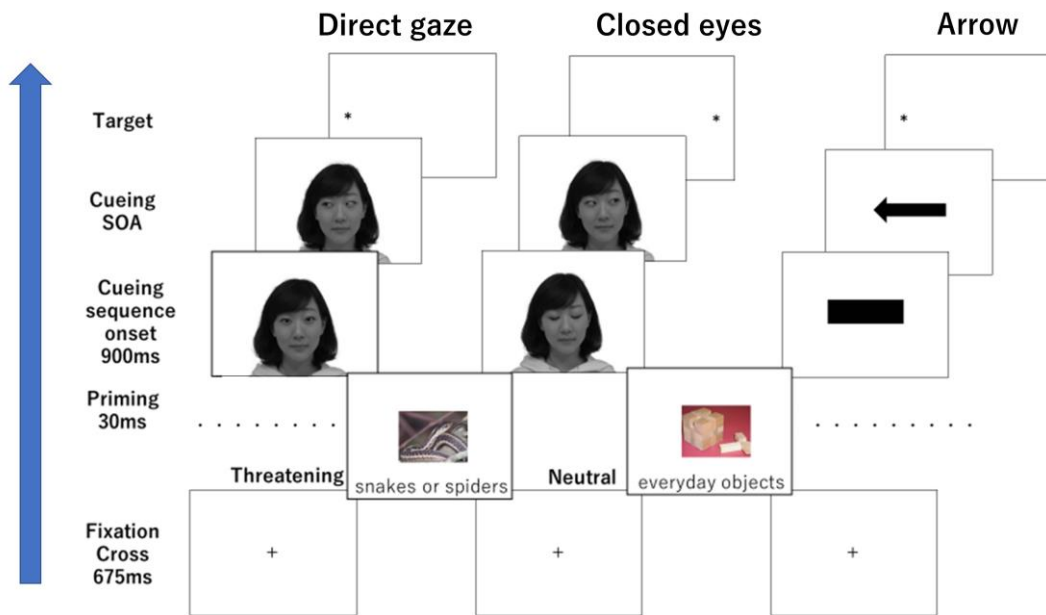 Direct gaze
Closed eyes
Arrow
Target
*
*
*
Cueing
SOA
Cueing
sequence
onset
900ms
Priming
30ms
. . . . . . . . .
. . . .
. . . . . . . . .
Threatening
snakes or spiders
Neutral
everyday objects
Fixation
Cross
675ms
+
+
+